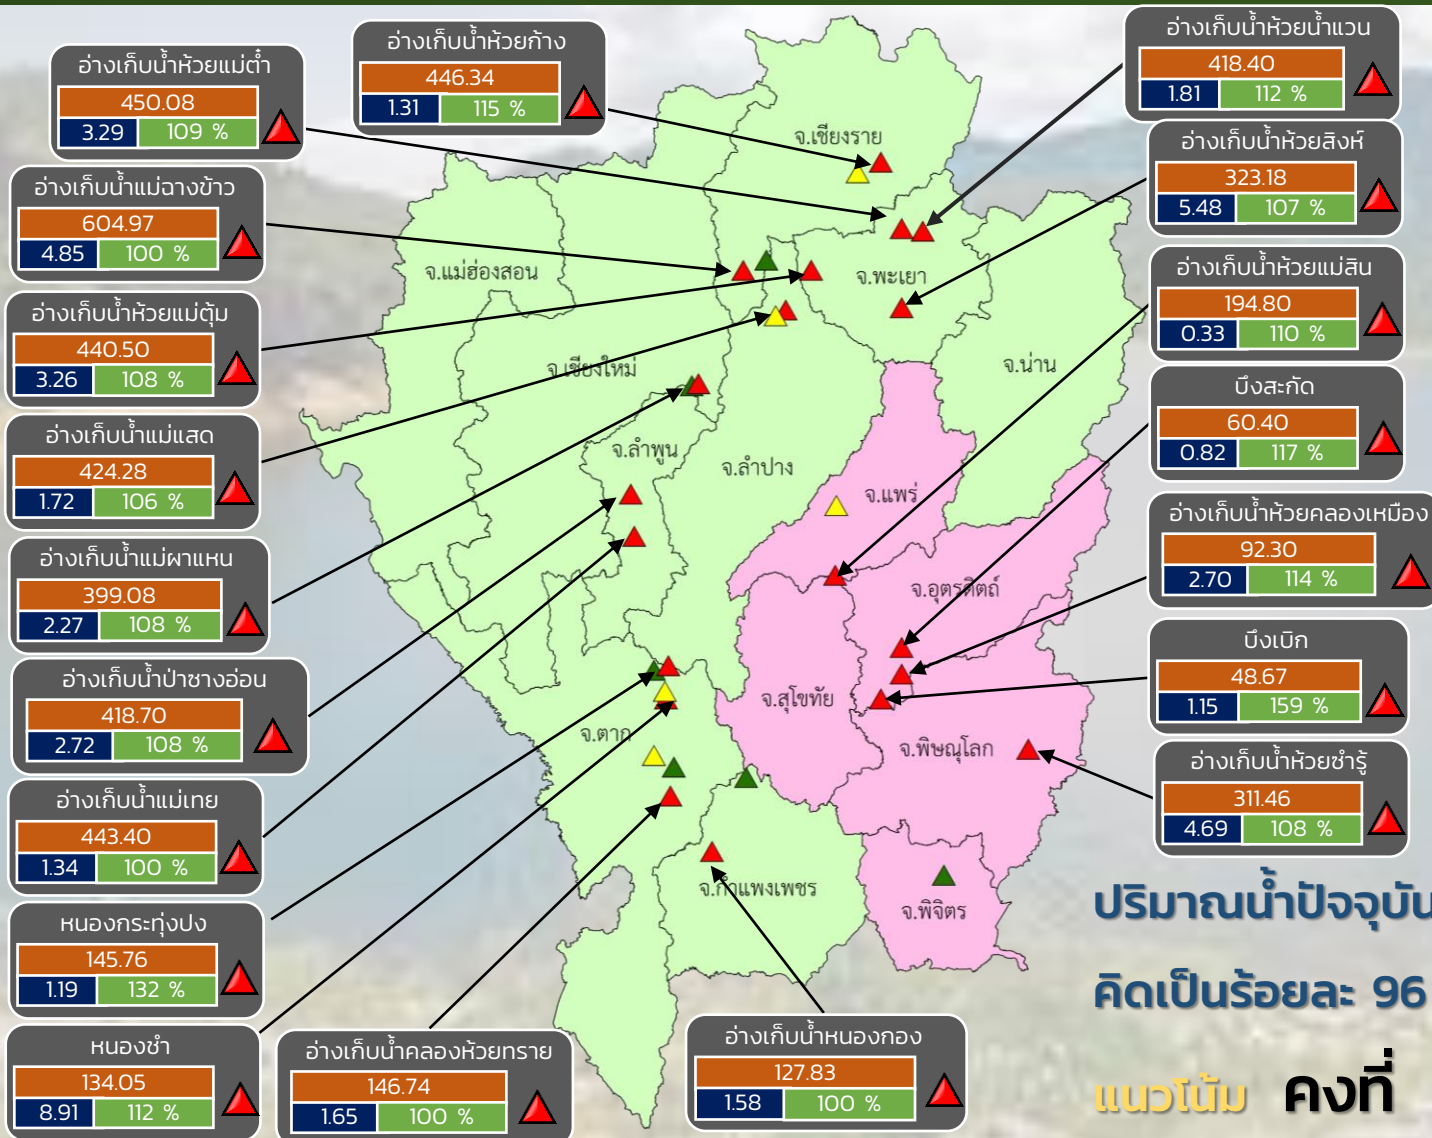 อ่างเก็บน้ำห้วยแม่ต๋ำ
450.08
3.29 109 %
อ่างเก็บน้ำห้วยก้าง
446.34
1.31 115 %
อ่างเก็บน้ำห้วยน้ำแวน
418.40
1.81 112 %
อ่างเก็บน้ำแม่ฉางข้าว
604.97
4.85 100 %
อ่างเก็บน้ำห้วยสิงห์
323.18
5.48 107 %
อ่างเก็บน้ำห้วยแม่ตุ้ม
440.50
3.26 108 %
อ่างเก็บน้ำห้วยแม่สิน
194.80
0.33 110 %
อ่างเก็บน้ำแม่แสด
424.28
1.72 106 %
บึงสะกัด
60.40
0.82 117 %
อ่างเก็บน้ำแม่ผาแหน
399.08
2.27 108 %
อ่างเก็บน้ำห้วยคลองเหมือง
92.30
2.70 114 %
อ่างเก็บน้ำป่าซางอ่อน
418.70
2.72 108 %
บึงเบิก
48.67
1.15 159 %
อ่างเก็บน้ำแม่เทย
443.40
1.34 100 %
อ่างเก็บน้ำห้วยซำรู้
311.46
4.69 108 %
หนองกระทุ่งปง
145.76
1.19 132 %
หนองชำ
134.05
8.91 112 %
อ่างเก็บน้ำคลองห้วยทราย
146.74
1.65 100 %
อ่างเก็บน้ำหนองกอง
127.83
1.58 100 %
จ.เชียงราย
จ.แม่ฮ่องสอน
จ.พะเยา
จ.เชียงใหม่
จ.น่าน
จ.ลำพูน
จ.ลำปาง
จ.แพร่
จ.อุตรดิตถ์
จ.สุโขทัย
จ.ตาก
จ.พิษณุโลก
จ.กำแพงเพชร
จ.พิจิตร
ปริมาณน้ำปัจจุบัน
คิดเป็นร้อยละ 96
แนวโน้ม คงที่